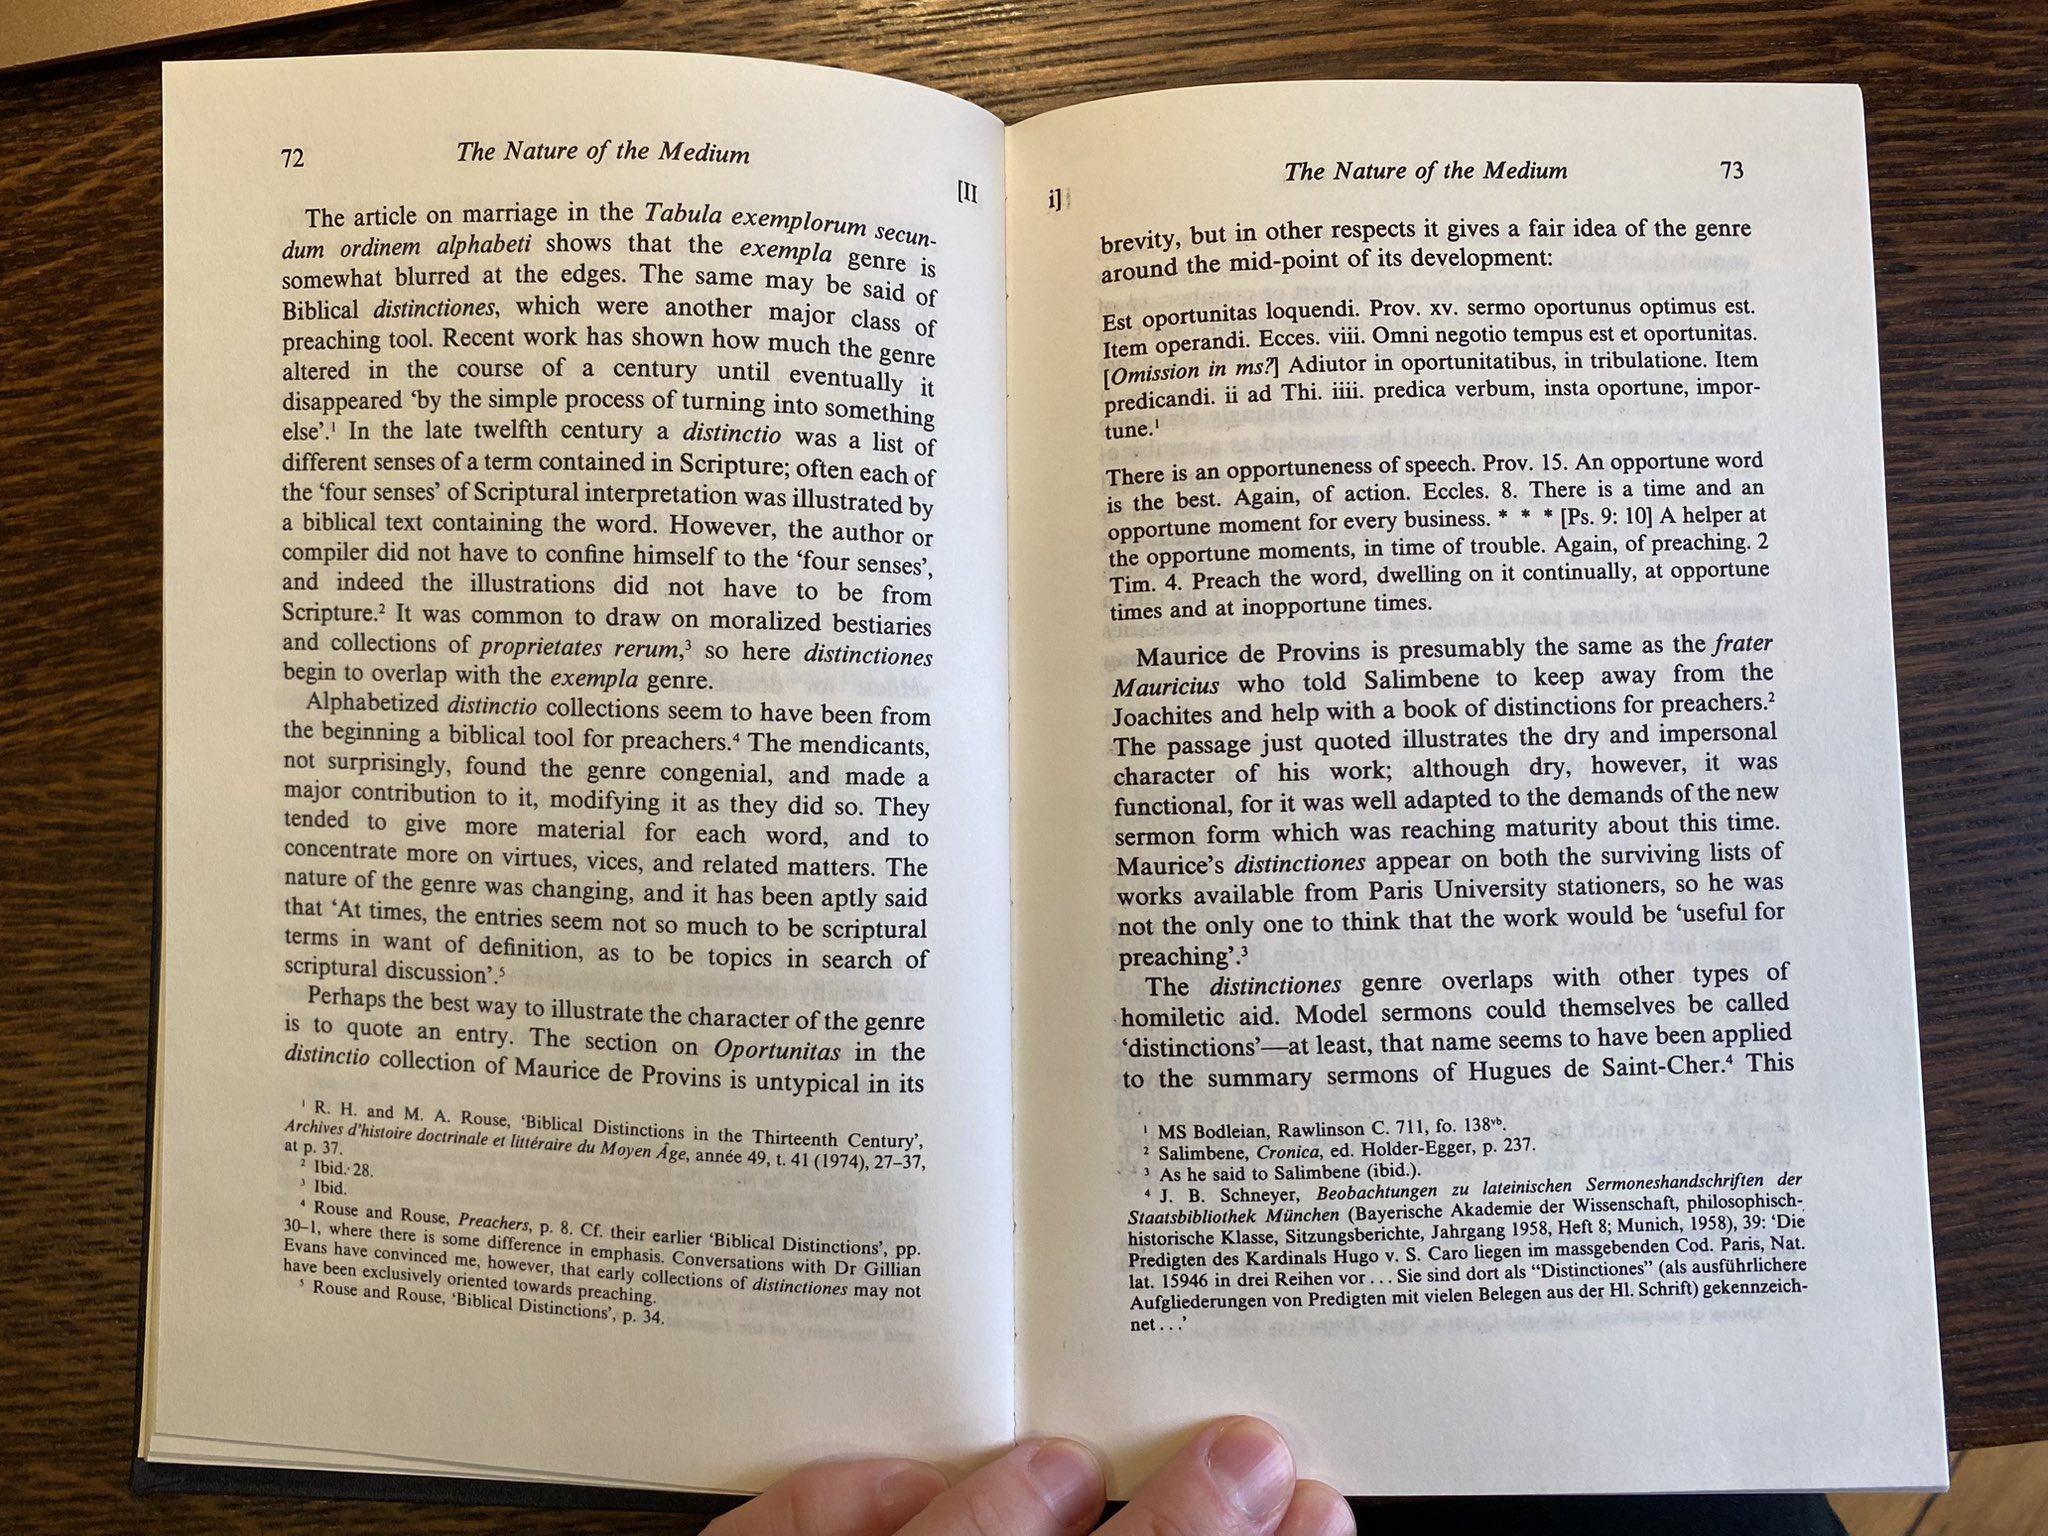 72
The Nature of the Medium
[II
The article on marriage in the Tabula exemplorum secun-
dum ordinem alphabeti shows that the exempla genre is
somewhat blurred at the edges. The same may be said of
Biblical distinctiones, which were another major class of
preaching tool. Recent work has shown how much the genre
altered in the course of a century until eventually it
disappeared ‘by the simple process of turning into something
else’.¹ In the late twelfth century a distinctio was a list of
different senses of a term contained in Scripture; often each of
the ‘four senses’ of Scriptural interpretation was illustrated by
a biblical text containing the word. However, the author or
compiler did not have to confine himself to the ‘four senses’,
and indeed the illustrations did not have to be from
Scripture.² It was common to draw on moralized bestiaries
and collections of proprietates rerum,³ so here distinctiones
begin to overlap with the exempla genre.
Alphabetized distinctio collections seem to have been from
the beginning a biblical tool for preachers.⁴ The mendicants,
not surprisingly, found the genre congenial, and made a
major contribution to it, modifying it as they did so. They
tended to give more material for each word, and to
concentrate more on virtues, vices, and related matters. The
nature of the genre was changing, and it has been aptly said
that ‘At times, the entries seem not so much to be scriptural
terms in want of definition, as to be topics in search of
scriptural discussion’.⁵
Perhaps the best way to illustrate the character of the genre
is to quote an entry. The section on Oportunitas in the
distinctio collection of Maurice de Provins is untypical in its
¹ R. H. and M. A. Rouse, ‘Biblical Distinctions in the Thirteenth Century’,
Archives d’histoire doctrinale et littéraire du Moyen Âge, année 49, t. 41 (1974), 27–37,
at p. 37.
² Ibid. 28.
³ Ibid.
⁴ Rouse and Rouse, Preachers, p. 8. Cf. their earlier ‘Biblical Distinctions’, pp.
30–1, where there is some difference in emphasis. Conversations with Dr Gillian
Evans have convinced me, however, that early collections of distinctiones may not
have been exclusively oriented towards preaching.
⁵ Rouse and Rouse, ‘Biblical Distinctions’, p. 34.
i]
The Nature of the Medium
73
brevity, but in other respects it gives a fair idea of the genre
around the mid-point of its development:
Est oportunitas loquendi. Prov. xv. sermo oportunus optimus est.
Item operandi. Ecces. viii. Omni negotio tempus est et oportunitas.
[Omission in ms?] Adiutor in oportunitatibus, in tribulatione. Item
predicandi. ii ad Thi. iiii. predica verbum, insta oportune, impor-
tune.¹
There is an opportuneness of speech. Prov. 15. An opportune word
is the best. Again, of action. Eccles. 8. There is a time and an
opportune moment for every business. * * * [Ps. 9: 10] A helper at
the opportune moments, in time of trouble. Again, of preaching. 2
Tim. 4. Preach the word, dwelling on it continually, at opportune
times and at inopportune times.
Maurice de Provins is presumably the same as the frater
Mauricius who told Salimbene to keep away from the
Joachites and help with a book of distinctions for preachers.²
The passage just quoted illustrates the dry and impersonal
character of his work; although dry, however, it was
functional, for it was well adapted to the demands of the new
sermon form which was reaching maturity about this time.
Maurice’s distinctiones appear on both the surviving lists of
works available from Paris University stationers, so he was
not the only one to think that the work would be ‘useful for
preaching’.³
The distinctiones genre overlaps with other types of
homiletic aid. Model sermons could themselves be called
‘distinctions’—at least, that name seems to have been applied
to the summary sermons of Hugues de Saint-Cher.⁴ This
¹ MS Bodleian, Rawlinson C. 711, fo. 138ᵛᵇ.
² Salimbene, Cronica, ed. Holder-Egger, p. 237.
³ As he said to Salimbene (ibid.).
⁴ J. B. Schneyer, Beobachtungen zu lateinischen Sermoneshandschriften der
Staatsbibliothek München (Bayerische Akademie der Wissenschaft, philosophisch-
historische Klasse, Sitzungsberichte, Jahrgang 1958, Heft 8; Munich, 1958), 39: ‘Die
Predigten des Kardinals Hugo v. S. Caro liegen im massgebenden Cod. Paris, Nat.
lat. 15946 in drei Reihen vor . . . Sie sind dort als “Distinctiones” (als ausführlichere
Aufgliederungen von Predigten mit vielen Belegen aus der Hl. Schrift) gekennzeich-
net . . .’